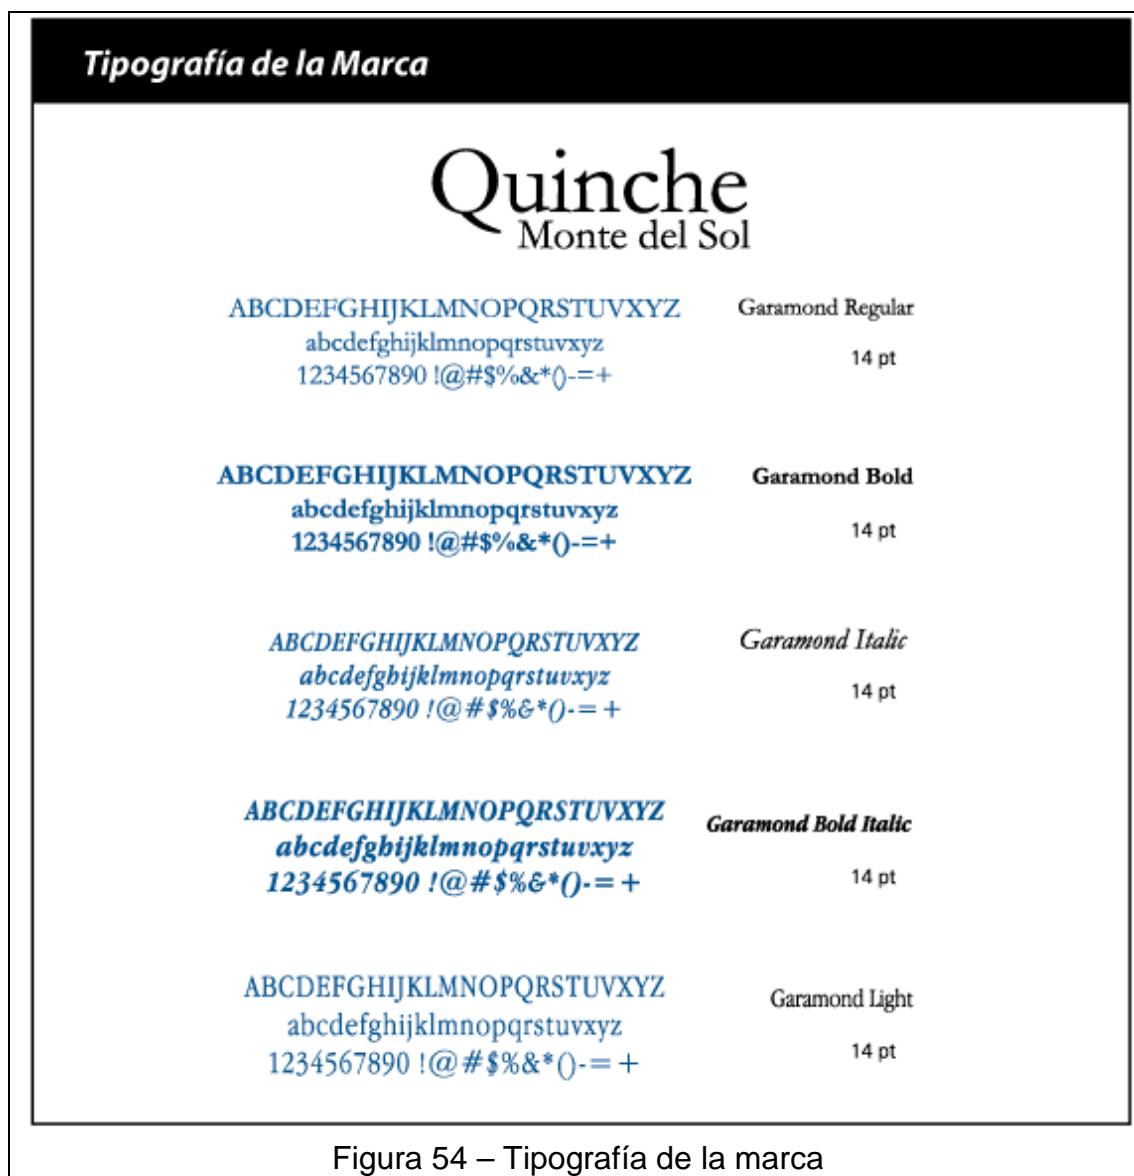 Tipografía de la Marca
Quinche
Monte del Sol
ABCDEFGHIJKLMNOPQRSTUVXYZ
abcdefghijklmnopqrstuvxyz
1234567890 !@#$%&*()-=+
Garamond Regular
14 pt
ABCDEFGHIJKLMNOPQRSTUVXYZ
abcdefghijklmnopqrstuvxyz
1234567890 !@#$%&*()-=+
Garamond Bold
14 pt
ABCDEFGHIJKLMNOPQRSTUVXYZ
abcdefghijklmnopqrstuvxyz
1234567890 !@#$%&*()-=+
Garamond Italic
14 pt
ABCDEFGHIJKLMNOPQRSTUVXYZ
abcdefghijklmnopqrstuvxyz
1234567890 !@#$%&*()-=+
Garamond Bold Italic
14 pt
ABCDEFGHIJKLMNOPQRSTUVXYZ
abcdefghijklmnopqrstuvxyz
1234567890 !@#$%&*()-=+
Garamond Light
14 pt
Figura 54 – Tipografía de la marca